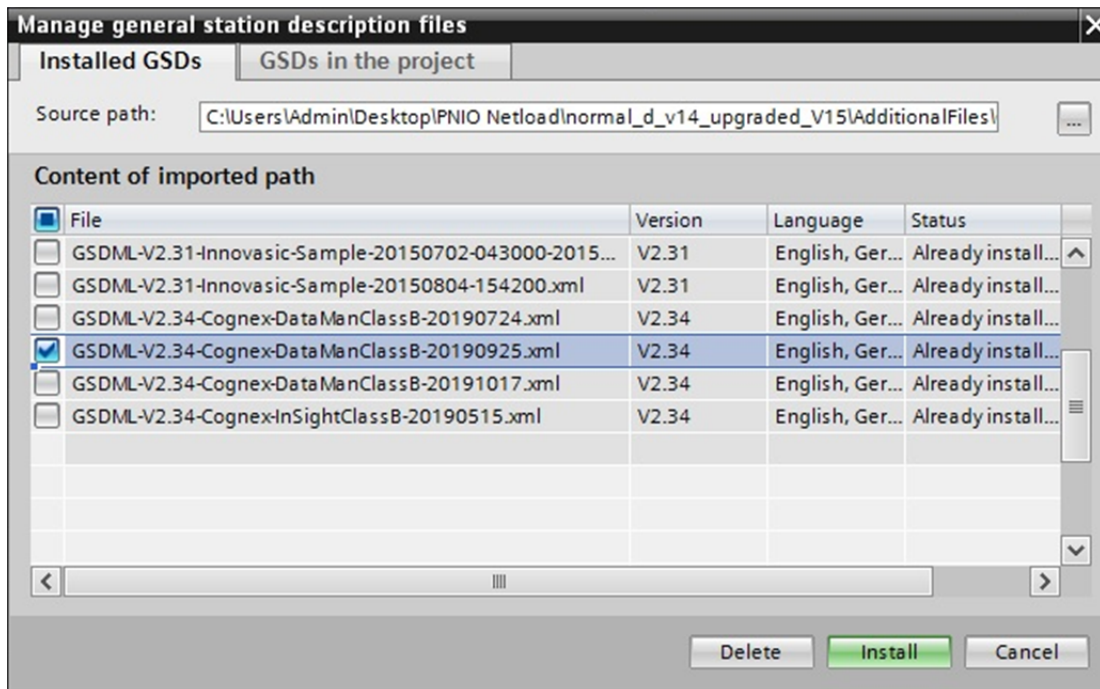 Manage general station description files
Installed GSDs GSDs in the project
Source path: C:\Users\Admin\Desktop\PNIO Netload\normal_d_v14_upgraded_V15\AdditionalFiles\
...
Content of imported path
File Version Language Status
GSDML-V2.31-Innovasic-Sample-20150702-043000-2015... V2.31 English, Ger... Already install...
GSDML-V2.31-Innovasic-Sample-20150804-154200.xml V2.31 English, Ger... Already install...
GSDML-V2.34-Cognex-DataManClassB-20190724.xml V2.34 English, Ger... Already install...
GSDML-V2.34-Cognex-DataManClassB-20190925.xml V2.34 English, Ger... Already install...
GSDML-V2.34-Cognex-DataManClassB-20191017.xml V2.34 English, Ger... Already install...
GSDML-V2.34-Cognex-InSightClassB-20190515.xml V2.34 English, Ger... Already install...
Delete Install Cancel